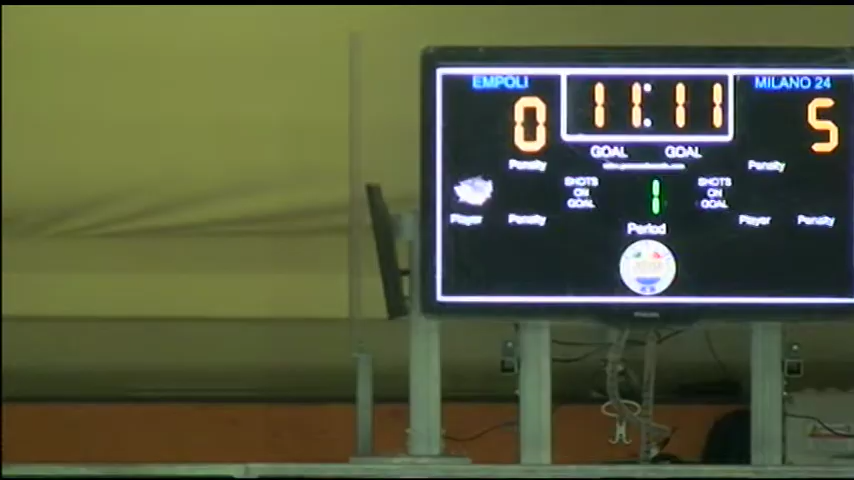 EMPOLI 11:11 MILANO 24
0 5
GOAL GOAL
Penalty Penalty
SHOTS ON GOAL 1 SHOTS ON GOAL
Player Penalty Period Player Penalty